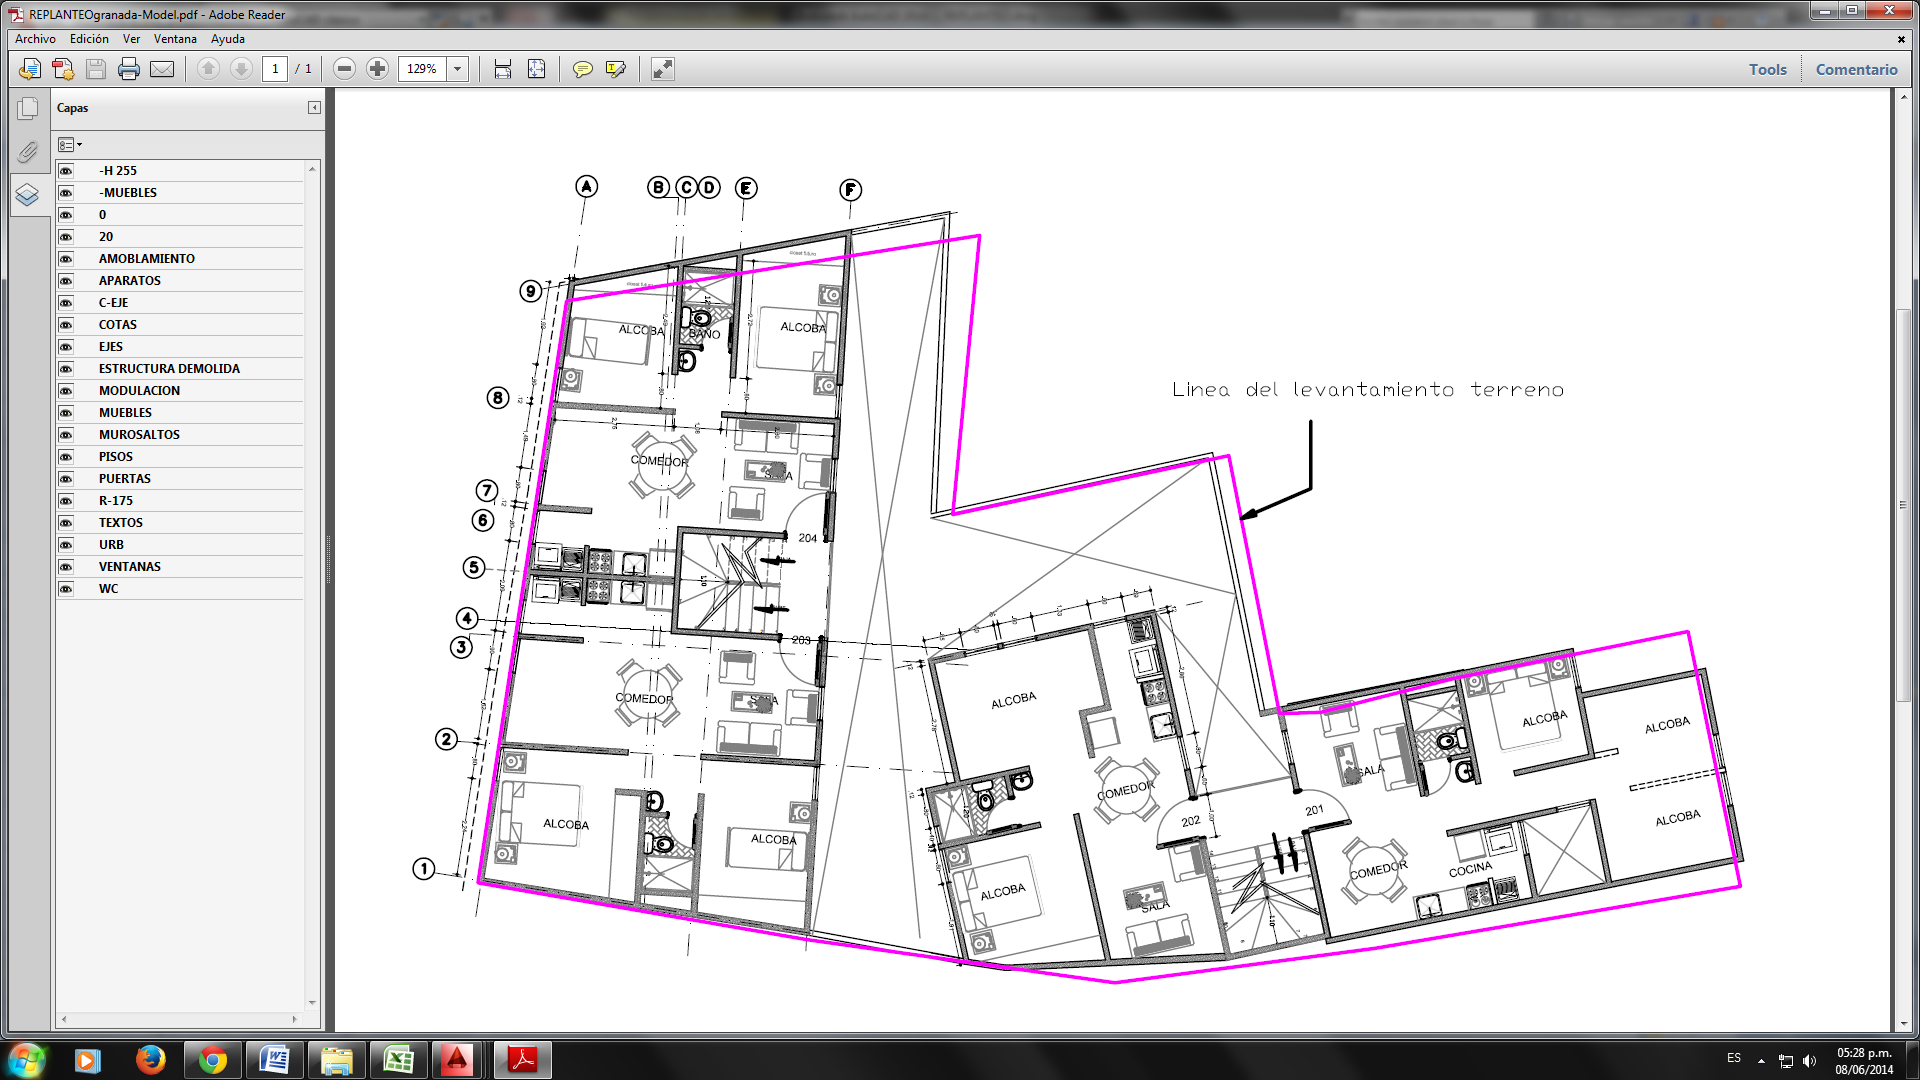 REPLANTEOgranada-Model.pdf - Adobe Reader
Archivo Edición Ver Ventana Ayuda
1 / 1 129% Tools Comentario
Capas
-H 255
-MUEBLES
0
20
AMOBLAMIENTO
APARATOS
C-EJE
COTAS
EJES
ESTRUCTURA DEMOLIDA
MODULACION
MUEBLES
MUROSALTOS
PISOS
PUERTAS
R-175
TEXTOS
URB
VENTANAS
WC
A B C D E F
9
8
7
6
5
4
3
2
1
ALCOBA BAÑO ALCOBA
COMEDOR SALA
204
203
COMEDOR SALA
ALCOBA ALCOBA
Linea del levantamiento terreno
ALCOBA
COMEDOR
202
ALCOBA
SALA
201
SALA
ALCOBA
ALCOBA
ALCOBA
COMEDOR COCINA
ES
05:28 p.m.
08/06/2014